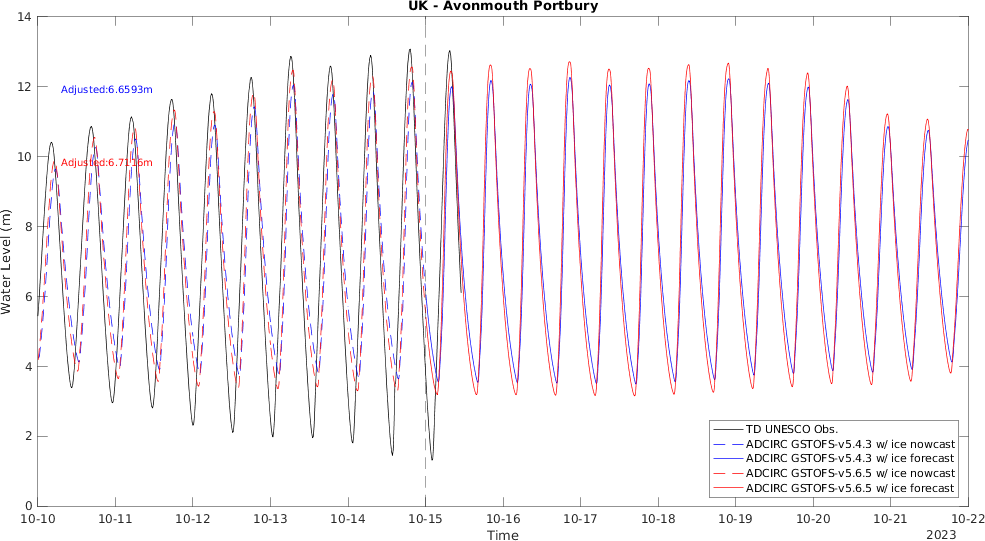 UK - Avonmouth Portbury
14
12
10
8
6
4
2
0
Water Level (m)
Adjusted:6.6593m
Adjusted:6.7116m
TD UNESCO Obs.
ADCIRC GSTOFS-v5.4.3 w/ ice nowcast
ADCIRC GSTOFS-v5.4.3 w/ ice forecast
ADCIRC GSTOFS-v5.6.5 w/ ice nowcast
ADCIRC GSTOFS-v5.6.5 w/ ice forecast
10-10 10-11 10-12 10-13 10-14 10-15 10-16 10-17 10-18 10-19 10-20 10-21 10-22
Time
2023